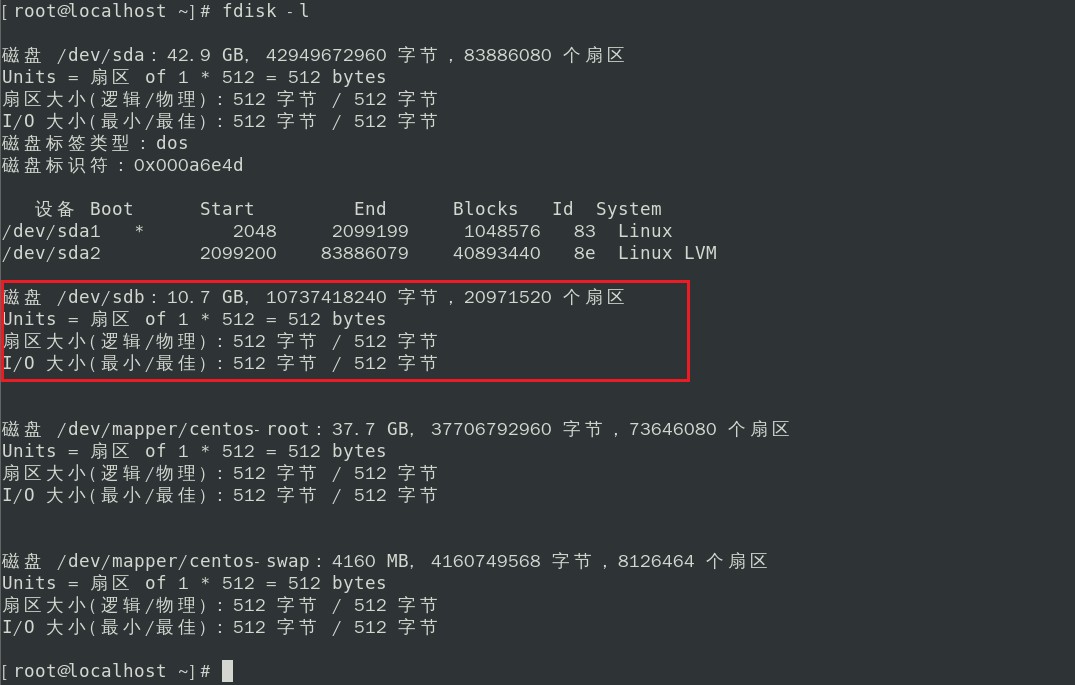 [root@localhost ~]# fdisk -l
磁盘 /dev/sda：42.9 GB, 42949672960 字节，83886080 个扇区
Units = 扇区 of 1 * 512 = 512 bytes
扇区大小(逻辑/物理)：512 字节 / 512 字节
I/O 大小(最小/最佳)：512 字节 / 512 字节
磁盘标签类型：dos
磁盘标识符：0x000a6e4d
设备 Boot      Start         End      Blocks   Id  System
/dev/sda1   *        2048     2099199     1048576   83  Linux
/dev/sda2         2099200    83886079    40893440   8e  Linux LVM
磁盘 /dev/sdb：10.7 GB, 10737418240 字节，20971520 个扇区
Units = 扇区 of 1 * 512 = 512 bytes
扇区大小(逻辑/物理)：512 字节 / 512 字节
I/O 大小(最小/最佳)：512 字节 / 512 字节
磁盘 /dev/mapper/centos-root：37.7 GB, 37706792960 字节，73646080 个扇区
Units = 扇区 of 1 * 512 = 512 bytes
扇区大小(逻辑/物理)：512 字节 / 512 字节
I/O 大小(最小/最佳)：512 字节 / 512 字节
磁盘 /dev/mapper/centos-swap：4160 MB, 4160749568 字节，8126464 个扇区
Units = 扇区 of 1 * 512 = 512 bytes
扇区大小(逻辑/物理)：512 字节 / 512 字节
I/O 大小(最小/最佳)：512 字节 / 512 字节
[root@localhost ~]#